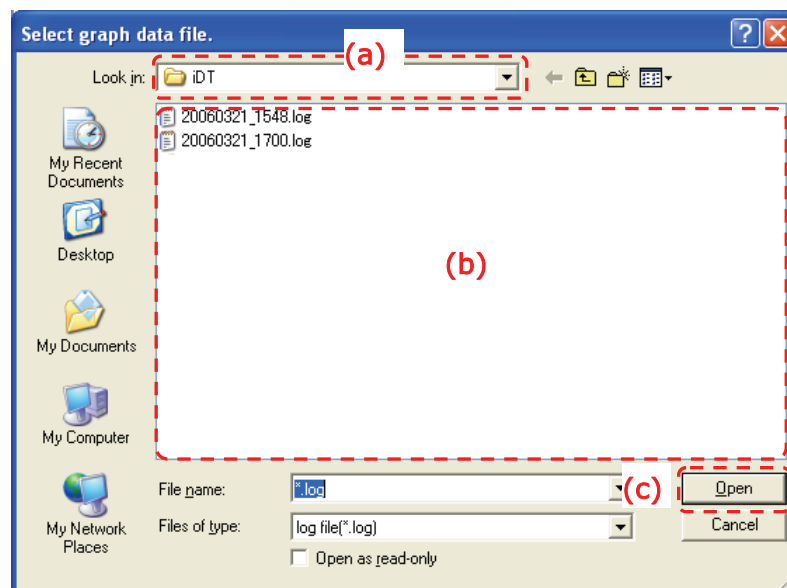 Select graph data file.
(a)
Look in: iDT
20060321_1548.log
20060321_1700.log
My Recent
Documents
Desktop
(b)
My Documents
My Computer
My Network
Places
File name: *.log
(c)
Open
Files of type: log file(*.log)
Cancel
Open as read-only